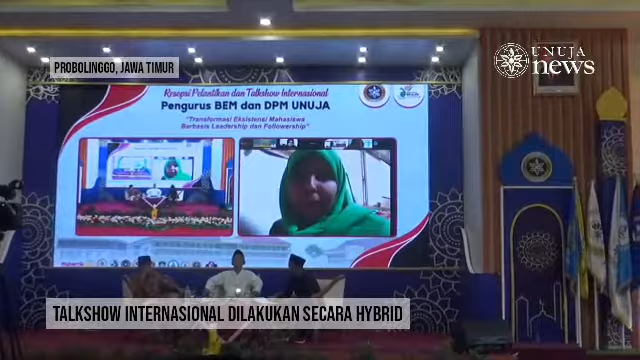 PROBOLINGGO, JAWA TIMUR
UNUJA
news
Resepsi Pelantikan dan Talkshow Internasional
Pengurus BEM dan DPM UNUJA
"Transformasi Eksistensi Mahasiswa
Berbasis Leadership dan Followership"
TALKSHOW INTERNASIONAL DILAKUKAN SECARA HYBRID